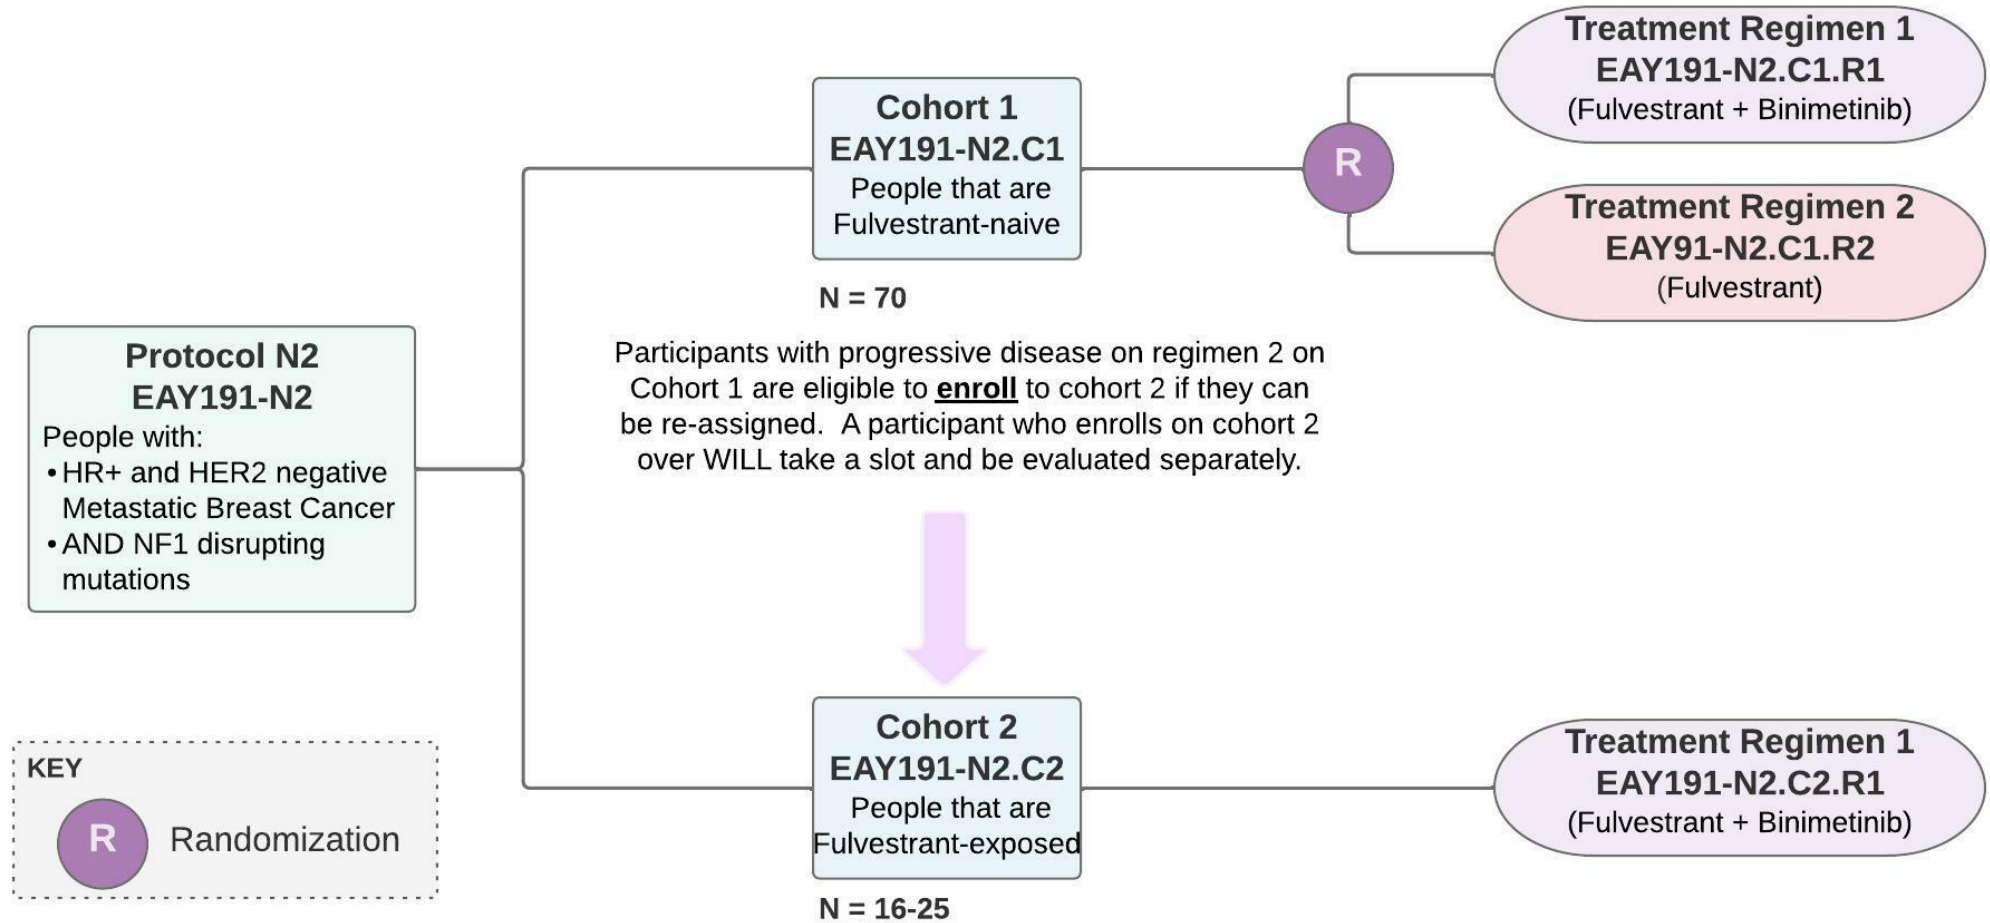 Protocol N2
EAY191-N2
People with:
• HR+ and HER2 negative
Metastatic Breast Cancer
• AND NF1 disrupting
mutations
Cohort 1
EAY191-N2.C1
People that are
Fulvestrant-naive
N = 70
R
Treatment Regimen 1
EAY191-N2.C1.R1
(Fulvestrant + Binimetinib)
Treatment Regimen 2
EAY91-N2.C1.R2
(Fulvestrant)
Participants with progressive disease on regimen 2 on
Cohort 1 are eligible to enroll to cohort 2 if they can
be re-assigned.  A participant who enrolls on cohort 2
over WILL take a slot and be evaluated separately.
Cohort 2
EAY191-N2.C2
People that are
Fulvestrant-exposed
N = 16-25
Treatment Regimen 1
EAY191-N2.C2.R1
(Fulvestrant + Binimetinib)
KEY
R Randomization